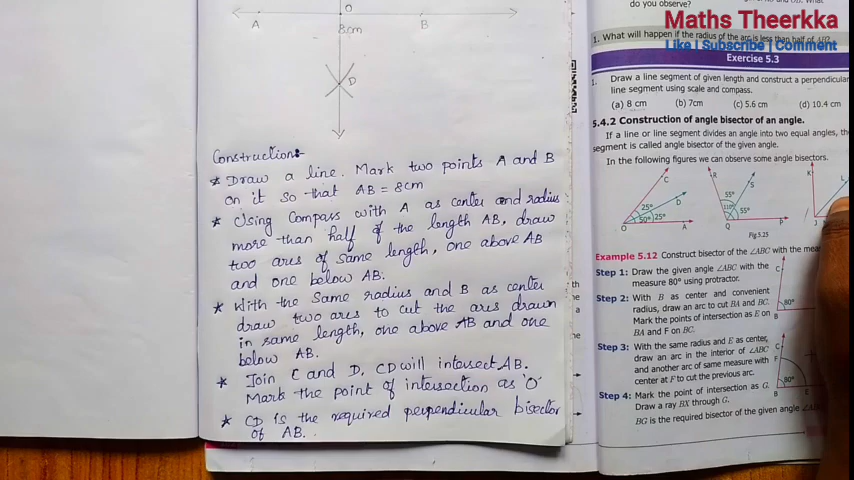 O
A
B
8cm
D
Construction:-
* Draw a line. Mark two points A and B
on it so that AB = 8cm
* Using Compass with A as center and radius
more than half of the length AB, draw
two arcs of same length, one above AB
and one below AB.
* With the same radius and B as center
draw two arcs to cut the arcs drawn
in same length, one above AB and one
below AB.
* Join C and D, CD will intersect AB.
Mark the point of intersection as 'O'
* CD is the required perpendicular bisector
of AB.
do you observe?
Maths Theerkka
1. What will happen if the radius of the arc is less than half of AB?
Like | Subscribe | Comment
Exercise 5.3
1. Draw a line segment of given length and construct a perpendicular
line segment using scale and compass.
(a) 8 cm (b) 7cm (c) 5.6 cm (d) 10.4 cm
5.4.2 Construction of angle bisector of an angle.
If a line or line segment divides an angle into two equal angles, the
segment is called angle bisector of the given angle.
In the following figures we can observe some angle bisectors.
C
25°
D
50°
25°
O
A
R
55°
S
110°
55°
Q
P
K
L
J
Fig 5.25
Example 5.12 Construct bisector of the ∠ABC with the
Step 1: Draw the given angle ∠ABC with the
measure 80° using protractor.
C
80°
B
Step 2: With B as center and convenient
radius, draw an arc to cut BA and BC.
Mark the points of intersection as E on
BA and F on BC.
Step 3: With the same radius and E as center,
draw an arc in the interior of ∠ABC
and another arc of same measure with
center at F to cut the previous arc.
C
F
80°
B
E
Step 4: Mark the point of intersection as G.
Draw a ray BX through G.
BG is the required bisector of the given angle